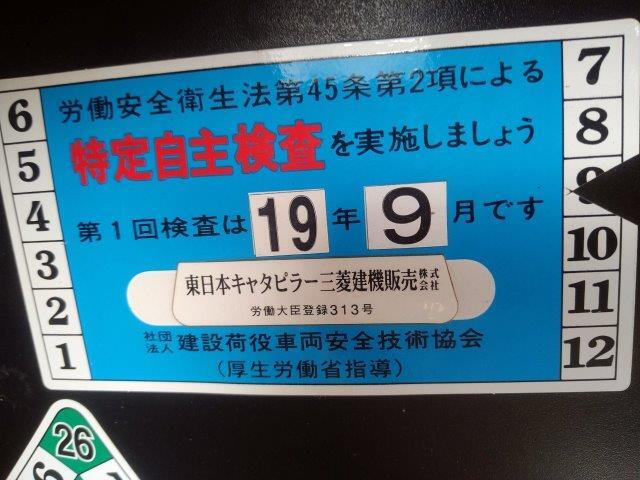 労働安全衛生法第45条第2項による
特定自主検査を実施しましょう
第1回検査は19年9月です
東日本キャタピラー三菱建機販売株式会社
労働大臣登録313号
社団法人 建設荷役車両安全技術協会
(厚生労働省指導)
6
5
4
3
2
1
7
8
9
10
11
12
26